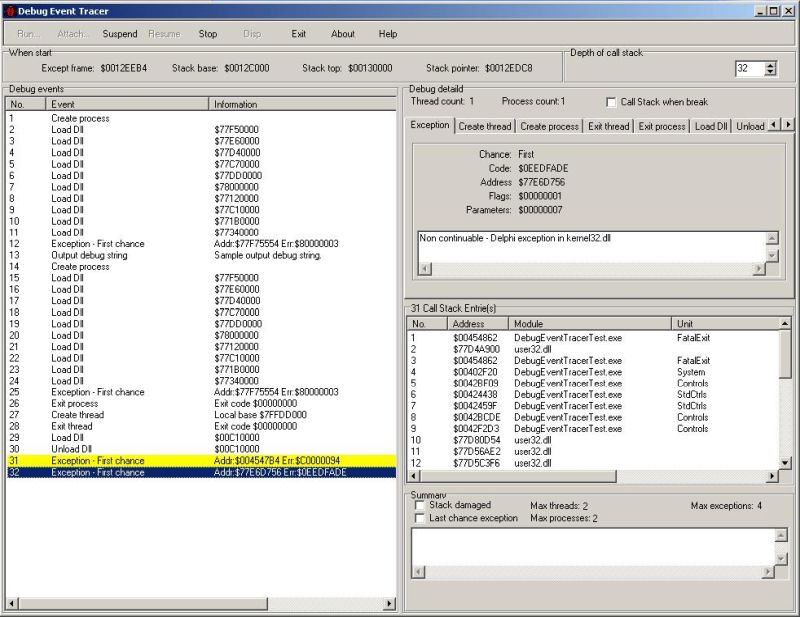 Debug Event Tracer
Run... Attach... Suspend Resume Stop Disp Exit About Help
When start
Except frame: $0012EEB4 Stack base: $0012C000 Stack top: $00130000 Stack pointer: $0012EDC8
Depth of call stack
32
Debug events
No. Event Information
1 Create process
2 Load Dll $77F50000
3 Load Dll $77E60000
4 Load Dll $77D40000
5 Load Dll $77C70000
6 Load Dll $77DD0000
7 Load Dll $78000000
8 Load Dll $77120000
9 Load Dll $77C10000
10 Load Dll $771B0000
11 Load Dll $77340000
12 Exception - First chance Addr:$77F75554 Err:$80000003
13 Output debug string Sample output debug string.
14 Create process
15 Load Dll $77F50000
16 Load Dll $77E60000
17 Load Dll $77D40000
18 Load Dll $77C70000
19 Load Dll $77DD0000
20 Load Dll $78000000
21 Load Dll $77120000
22 Load Dll $77C10000
23 Load Dll $771B0000
24 Load Dll $77340000
25 Exception - First chance Addr:$77F75554 Err:$80000003
26 Exit process Exit code $00000000
27 Create thread Local base $7FFDD000
28 Exit thread Exit code $00000000
29 Load Dll $00C10000
30 Unload Dll $00C10000
31 Exception - First chance Addr:$004547B4 Err:$C0000094
32 Exception - First chance Addr:$77E6D756 Err:$0EEDFADE
Debug detaild
Thread count: 1 Process count: 1 Call Stack when break
Exception Create thread Create process Exit thread Exit process Load Dll Unload
Chance: First
Code: $0EEDFADE
Address $77E6D756
Flags: $00000001
Parameters: $00000007
Non continuable - Delphi exception in kernel32.dll
31 Call Stack Entrie(s)
No. Address Module Unit
1 $00454862 DebugEventTracerTest.exe FatalExit
2 $77D4A900 user32.dll
3 $00454862 DebugEventTracerTest.exe FatalExit
4 $00402F20 DebugEventTracerTest.exe System
5 $0042BF09 DebugEventTracerTest.exe Controls
6 $00424438 DebugEventTracerTest.exe StdCtrls
7 $0042459F DebugEventTracerTest.exe StdCtrls
8 $0042BCDE DebugEventTracerTest.exe Controls
9 $0042F2D3 DebugEventTracerTest.exe Controls
10 $77D80D54 user32.dll
11 $77D56AE2 user32.dll
12 $77D5C3F6 user32.dll
Summary
Stack damaged Max threads: 2 Max exceptions: 4
Last chance exception Max processes: 2